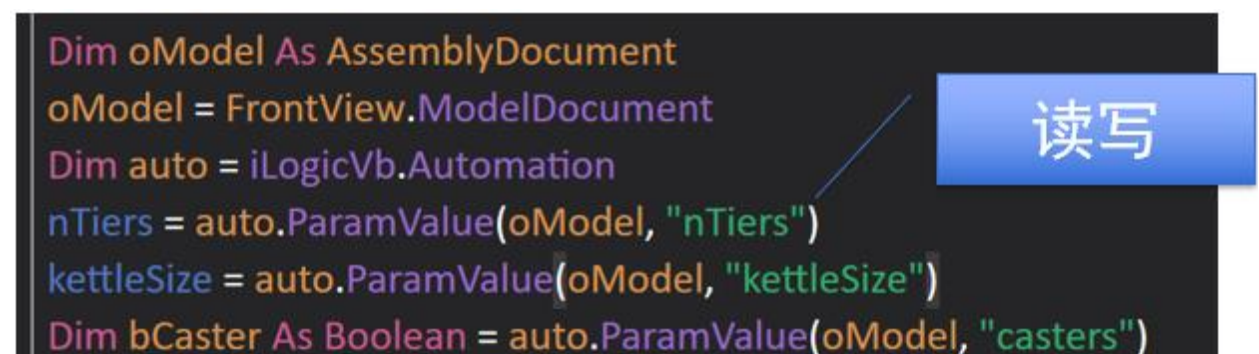 Dim oModel As AssemblyDocument
oModel = FrontView.ModelDocument
读写
Dim auto = iLogicVb.Automation
nTiers = auto.ParamValue(oModel, "nTiers")
kettleSize = auto.ParamValue(oModel, "kettleSize")
Dim bCaster As Boolean = auto.ParamValue(oModel, "casters")